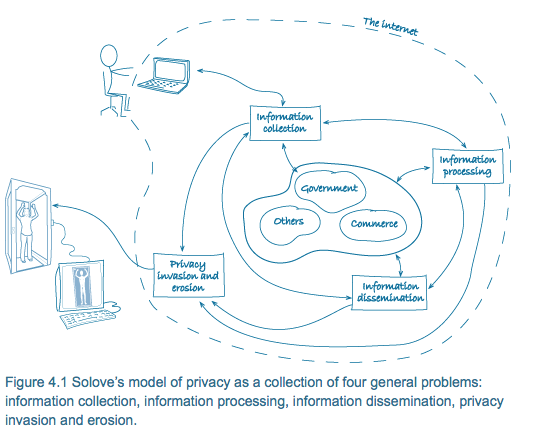 The internet
Information
collection
Information
processing
Government
Others
Commerce
Privacy
invasion and
erosion
Information
dissemination
Figure 4.1 Solove's model of privacy as a collection of four general problems:
information collection, information processing, information dissemination, privacy
invasion and erosion.